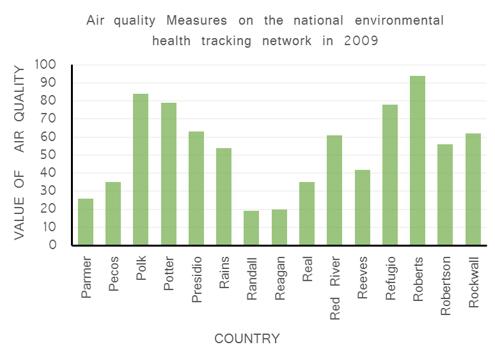 Air quality Measures on the national environmental
health tracking network in 2009
VALUE OF AIR QUALITY
100
90
80
70
60
50
40
30
20
10
0
Parmer
Pecos
Polk
Potter
Presidio
Rains
Randall
Reagan
Real
Red River
Reeves
Refugio
Roberts
Robertson
Rockwall
COUNTRY